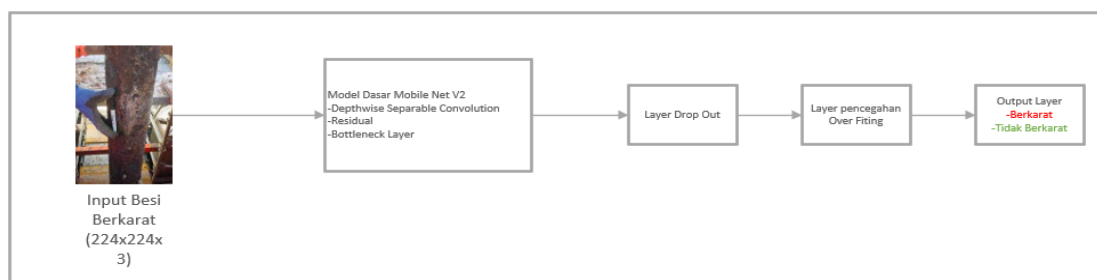 Input Besi
Berkarat
(224x224x
3)
Model Dasar Mobile Net V2
-Depthwise Separable Convolution
-Residual
-Bottleneck Layer
Layer Drop Out
Layer pencegahan
Over Fiting
Output Layer
-Berkarat
-Tidak Berkarat